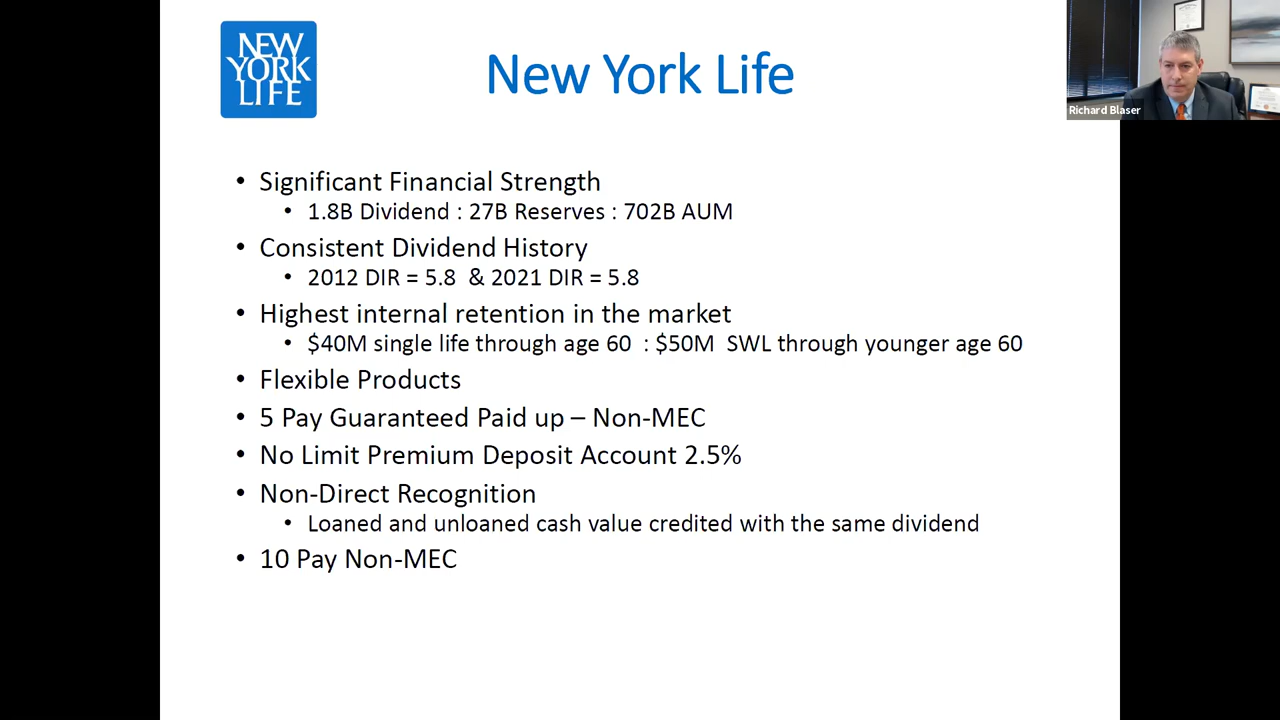 NEW
YORK
LIFE
New York Life
Richard Blaser
• Significant Financial Strength
• 1.8B Dividend : 27B Reserves : 702B AUM
• Consistent Dividend History
• 2012 DIR = 5.8 & 2021 DIR = 5.8
• Highest internal retention in the market
• $40M single life through age 60 : $50M SWL through younger age 60
• Flexible Products
• 5 Pay Guaranteed Paid up – Non-MEC
• No Limit Premium Deposit Account 2.5%
• Non-Direct Recognition
• Loaned and unloaned cash value credited with the same dividend
• 10 Pay Non-MEC